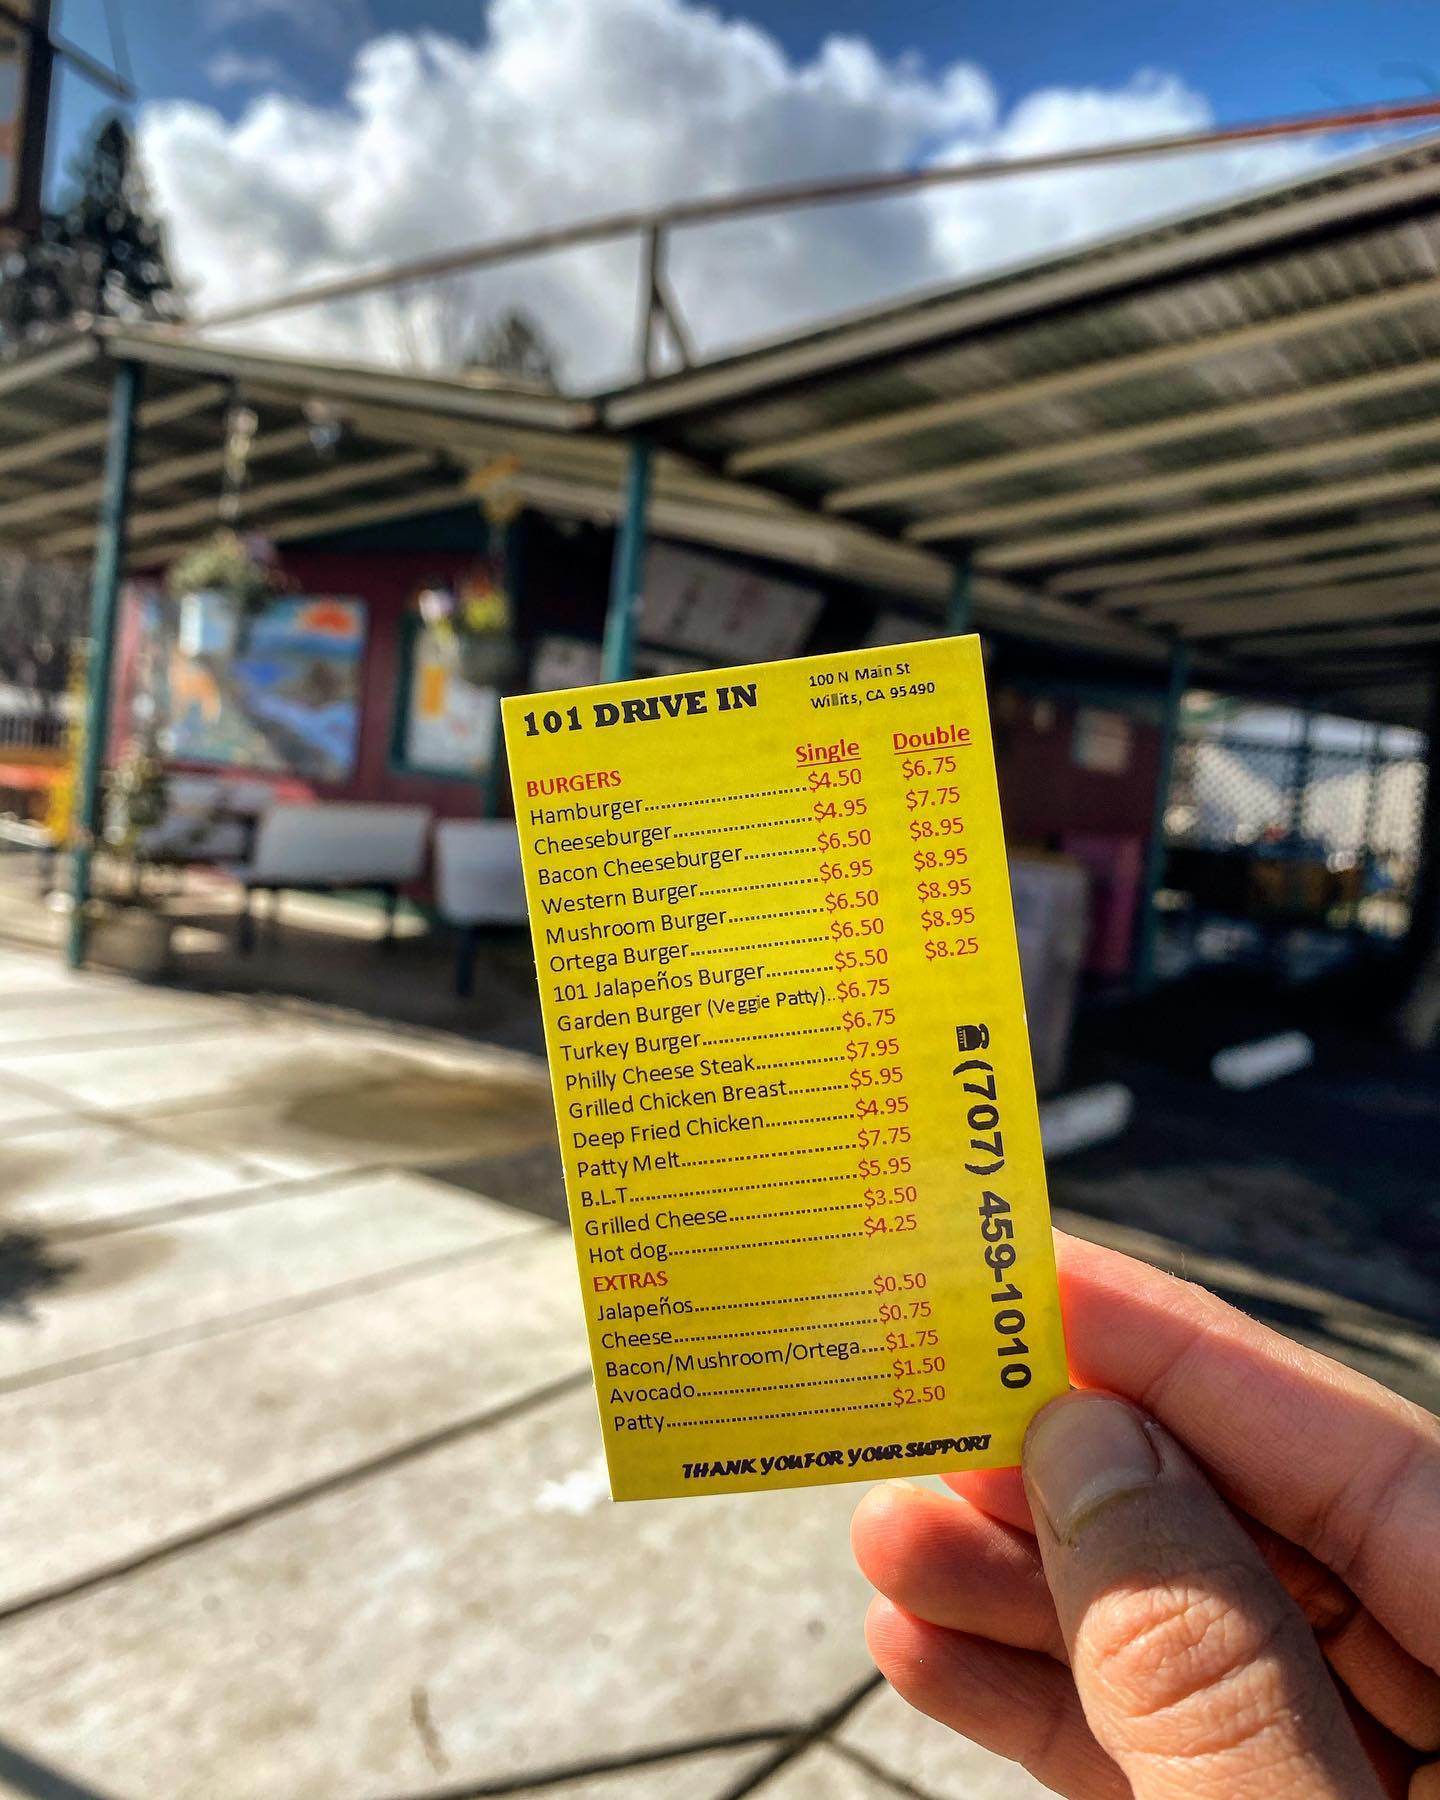 101 DRIVE IN
100 N Main St
Willits, CA 95490
BURGERS Single Double
Hamburger $4.50 $6.75
Cheeseburger $4.95 $7.75
Bacon Cheeseburger $6.50 $8.95
Western Burger $6.95 $8.95
Mushroom Burger $6.50 $8.95
Ortega Burger $6.50 $8.95
101 Jalapeños Burger $5.50 $8.25
Garden Burger (Veggie Patty) $6.75
Turkey Burger $6.75
Philly Cheese Steak $7.95
Grilled Chicken Breast $5.95
Deep Fried Chicken $4.95
Patty Melt $7.75
B.L.T $5.95
Grilled Cheese $3.50
Hot dog $4.25
EXTRAS
Jalapeños $0.50
Cheese $0.75
Bacon/Mushroom/Ortega $1.75
Avocado $1.50
Patty $2.50
THANK YOU FOR YOUR SUPPORT
(707) 459-1010